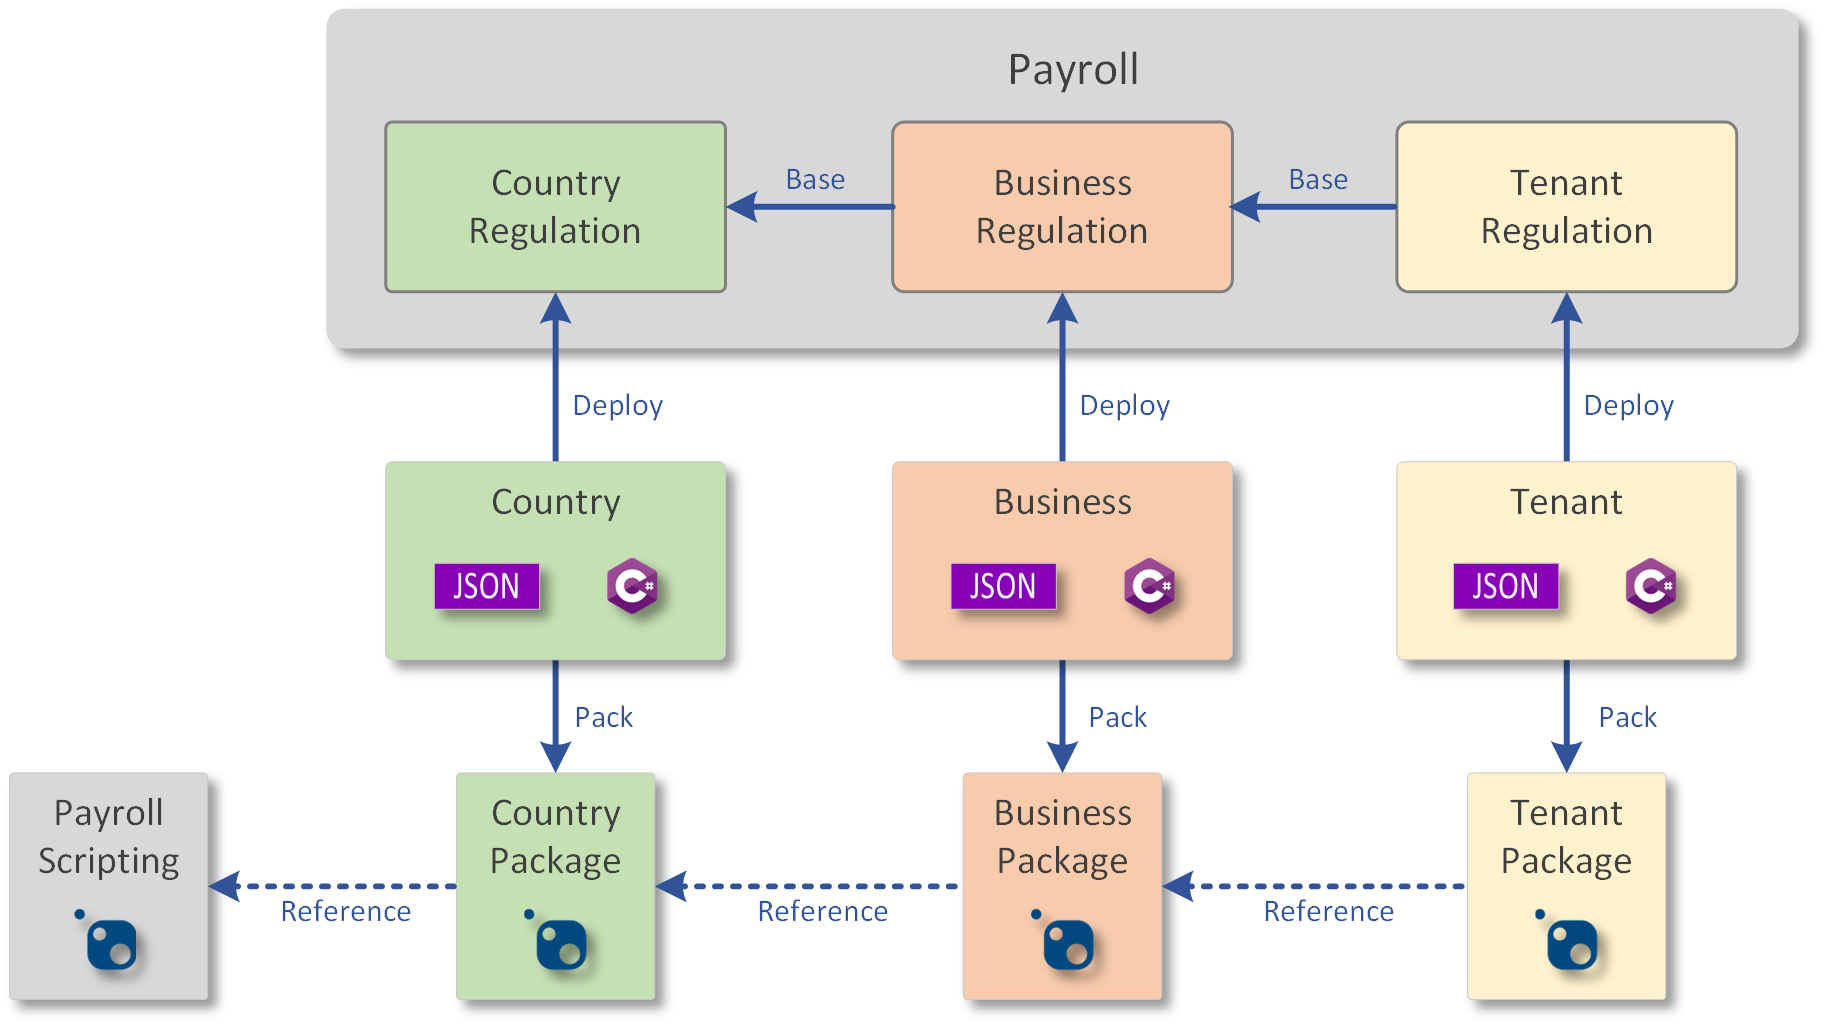 Payroll
Country
Regulation
Base
Business
Regulation
Base
Tenant
Regulation
Deploy
Deploy
Deploy
Country
JSON
C#
Business
JSON
C#
Tenant
JSON
C#
Pack
Pack
Pack
Payroll
Scripting
Reference
Country
Package
Reference
Business
Package
Reference
Tenant
Package